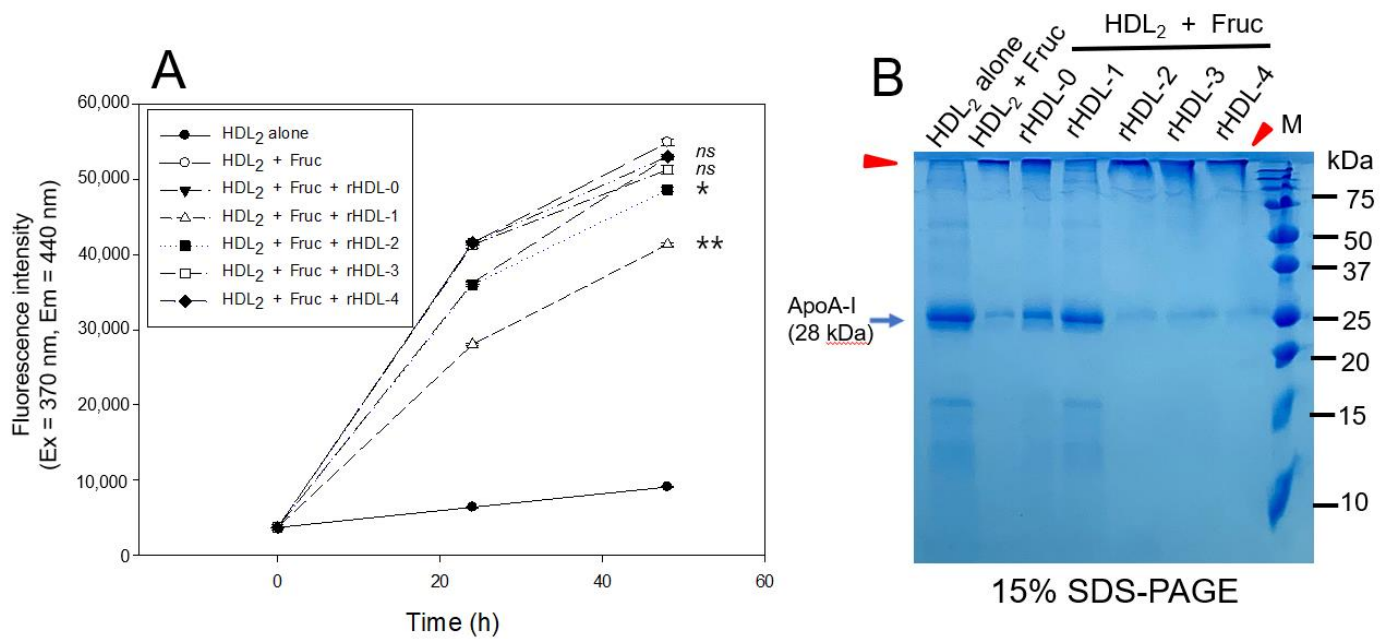 A
60,000
50,000
40,000
30,000
20,000
10,000
0
0
20
40
60
Fluorescence intensity
(Ex = 370 nm, Em = 440 nm)
Time (h)
HDL₂ alone
HDL₂ + Fruc
HDL₂ + Fruc + rHDL-0
HDL₂ + Fruc + rHDL-1
HDL₂ + Fruc + rHDL-2
HDL₂ + Fruc + rHDL-3
HDL₂ + Fruc + rHDL-4
ns
ns
*
**
B
HDL₂ + Fruc
HDL₂ alone
HDL₂ + Fruc
rHDL-0
rHDL-1
rHDL-2
rHDL-3
rHDL-4
M
kDa
75
50
37
25
20
15
10
ApoA-I
(28 kDa)
15% SDS-PAGE